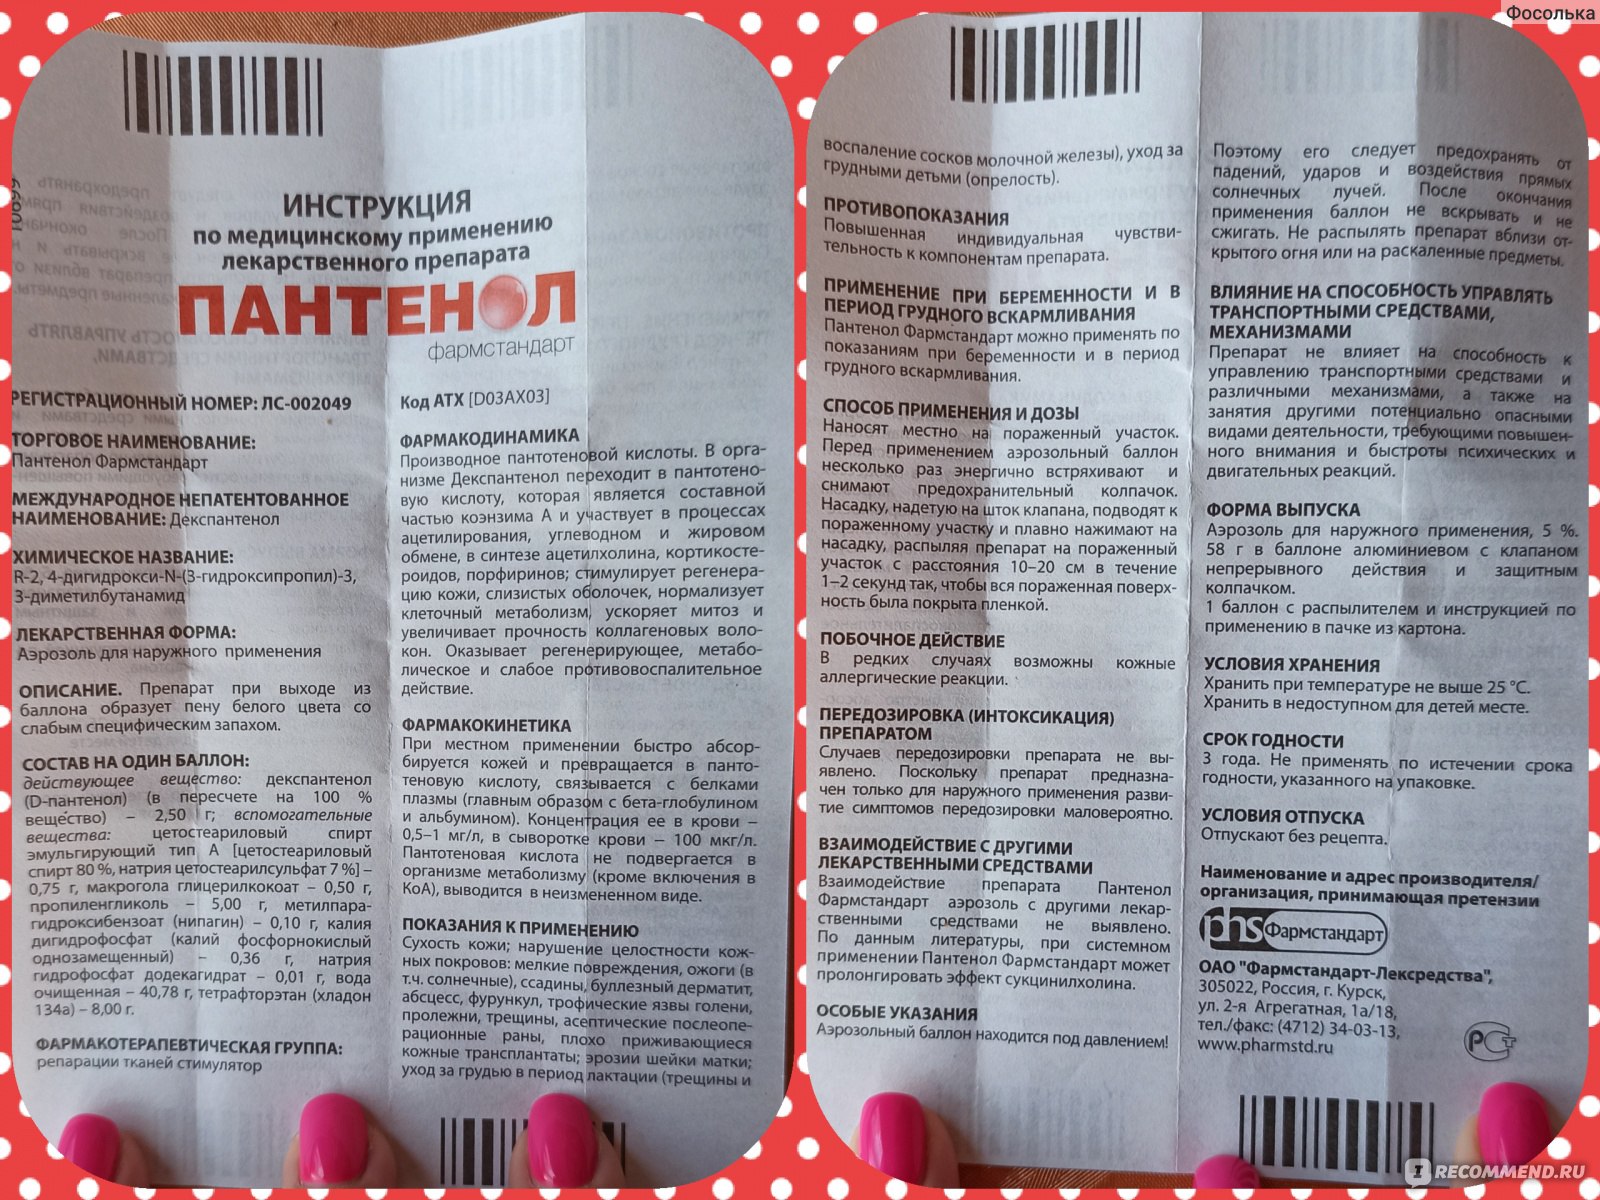 Фосолька
10699
ИНСТРУКЦИЯ
по медицинскому применению
лекарственного препарата
ПАНТЕНОЛ
фармстандарт
РЕГИСТРАЦИОННЫЙ НОМЕР: ЛС-002049
ТОРГОВОЕ НАИМЕНОВАНИЕ:
Пантенол Фармстандарт
МЕЖДУНАРОДНОЕ НЕПАТЕНТОВАННОЕ
НАИМЕНОВАНИЕ: Декспантенол
ХИМИЧЕСКОЕ НАЗВАНИЕ:
R-2, 4-дигидрокси-N-(3-гидроксипропил)-3,
3-диметилбутанамид
ЛЕКАРСТВЕННАЯ ФОРМА:
Аэрозоль для наружного применения
ОПИСАНИЕ. Препарат при выходе из
баллона образует пену белого цвета со
слабым специфическим запахом.
СОСТАВ НА ОДИН БАЛЛОН:
действующее вещество: декспантенол
(D-пантенол) (в пересчете на 100 %
вещество) – 2,50 г; вспомогательные
вещества: цетостеариловый спирт
эмульгирующий тип А [цетостеариловый
спирт 80 %, натрия цетостеарилсульфат 7 %] –
0,75 г, макрогола глицерилкокоат – 0,50 г,
пропиленгликоль – 5,00 г, метилпара-
гидроксибензоат (нипагин) – 0,10 г, калия
дигидрофосфат (калий фосфорнокислый
однозамещенный) – 0,36 г, натрия
гидрофосфат додекагидрат – 0,01 г, вода
очищенная – 40,78 г, тетрафторэтан (хладон
134а) – 8,00 г.
ФАРМАКОТЕРАПЕВТИЧЕСКАЯ ГРУППА:
репарации тканей стимулятор
Код АТХ [D03AX03]
ФАРМАКОДИНАМИКА
Производное пантотеновой кислоты. В орга-
низме Декспантенол переходит в пантотено-
вую кислоту, которая является составной
частью коэнзима А и участвует в процессах
ацетилирования, углеводном и жировом
обмене, в синтезе ацетилхолина, кортикосте-
роидов, порфиринов; стимулирует регенера-
цию кожи, слизистых оболочек, нормализует
клеточный метаболизм, ускоряет митоз и
увеличивает прочность коллагеновых воло-
кон. Оказывает регенерирующее, метабо-
лическое и слабое противовоспалительное
действие.
ФАРМАКОКИНЕТИКА
При местном применении быстро абсор-
бируется кожей и превращается в панто-
теновую кислоту, связывается с белками
плазмы (главным образом с бета-глобулином
и альбумином). Концентрация ее в крови –
0,5–1 мг/л, в сыворотке крови – 100 мкг/л.
Пантотеновая кислота не подвергается в
организме метаболизму (кроме включения в
КоА), выводится в неизмененном виде.
ПОКАЗАНИЯ К ПРИМЕНЕНИЮ
Сухость кожи; нарушение целостности кож-
ных покровов: мелкие повреждения, ожоги (в
т.ч. солнечные), ссадины, буллезный дерматит,
абсцесс, фурункул, трофические язвы голени,
пролежни, трещины, асептические послеопе-
рационные раны, плохо приживающиеся
кожные трансплантаты; эрозии шейки матки;
уход за грудью в период лактации (трещины и
воспаление сосков молочной железы), уход за
грудными детьми (опрелость).
ПРОТИВОПОКАЗАНИЯ
Повышенная индивидуальная чувстви-
тельность к компонентам препарата.
ПРИМЕНЕНИЕ ПРИ БЕРЕМЕННОСТИ И В
ПЕРИОД ГРУДНОГО ВСКАРМЛИВАНИЯ
Пантенол Фармстандарт можно применять по
показаниям при беременности и в период
грудного вскармливания.
СПОСОБ ПРИМЕНЕНИЯ И ДОЗЫ
Наносят местно на пораженный участок.
Перед применением аэрозольный баллон
несколько раз энергично встряхивают и
снимают предохранительный колпачок.
Насадку, надетую на шток клапана, подводят к
пораженному участку и плавно нажимают на
насадку, распыляя препарат на пораженный
участок с расстояния 10–20 см в течение
1–2 секунд так, чтобы вся пораженная поверх-
ность была покрыта пленкой.
ПОБОЧНОЕ ДЕЙСТВИЕ
В редких случаях возможны кожные
аллергические реакции.
ПЕРЕДОЗИРОВКА (ИНТОКСИКАЦИЯ)
ПРЕПАРАТОМ
Случаев передозировки препарата не вы-
явлено. Поскольку препарат предназна-
чен только для наружного применения разви-
тие симптомов передозировки маловероятно.
ВЗАИМОДЕЙСТВИЕ С ДРУГИМИ
ЛЕКАРСТВЕННЫМИ СРЕДСТВАМИ
Взаимодействие препарата Пантенол
Фармстандарт аэрозоль с другими лекар-
ственными средствами не выявлено.
По данным литературы, при системном
применении Пантенол Фармстандарт может
пролонгировать эффект сукцинилхолина.
ОСОБЫЕ УКАЗАНИЯ
Аэрозольный баллон находится под давлением!
Поэтому его следует предохранять от
падений, ударов и воздействия прямых
солнечных лучей. После окончания
применения баллон не вскрывать и не
сжигать. Не распылять препарат вблизи от-
крытого огня или на раскаленные предметы.
ВЛИЯНИЕ НА СПОСОБНОСТЬ УПРАВЛЯТЬ
ТРАНСПОРТНЫМИ СРЕДСТВАМИ,
МЕХАНИЗМАМИ
Препарат не влияет на способность к
управлению транспортными средствами и
различными механизмами, а также на
занятия другими потенциально опасными
видами деятельности, требующими повышен-
ного внимания и быстроты психических и
двигательных реакций.
ФОРМА ВЫПУСКА
Аэрозоль для наружного применения, 5 %.
58 г в баллоне алюминиевом с клапаном
непрерывного действия и защитным
колпачком.
1 баллон с распылителем и инструкцией по
применению в пачке из картона.
УСЛОВИЯ ХРАНЕНИЯ
Хранить при температуре не выше 25 °С.
Хранить в недоступном для детей месте.
СРОК ГОДНОСТИ
3 года. Не применять по истечении срока
годности, указанного на упаковке.
УСЛОВИЯ ОТПУСКА
Отпускают без рецепта.
Наименование и адрес производителя/
организация, принимающая претензии
phs Фармстандарт
ОАО "Фармстандарт-Лексредства",
305022, Россия, г. Курск,
ул. 2-я Агрегатная, 1а/18,
тел./факс: (4712) 34-03-13,
www.pharmstd.ru
RECOMMEND.RU